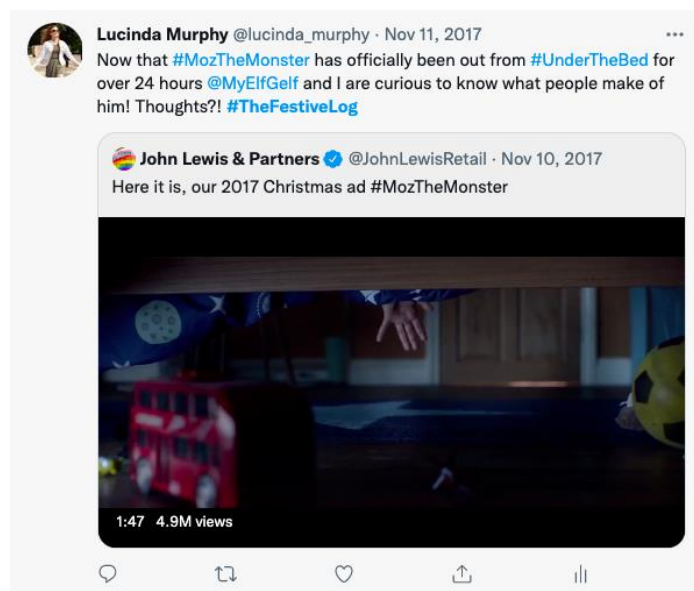 Lucinda Murphy @lucinda_murphy · Nov 11, 2017
Now that #MozTheMonster has officially been out from #UnderTheBed for
over 24 hours @MyElfGelf and I are curious to know what people make of
him! Thoughts?! #TheFestiveLog
John Lewis & Partners @JohnLewisRetail · Nov 10, 2017
Here it is, our 2017 Christmas ad #MozTheMonster
1:47 4.9M views